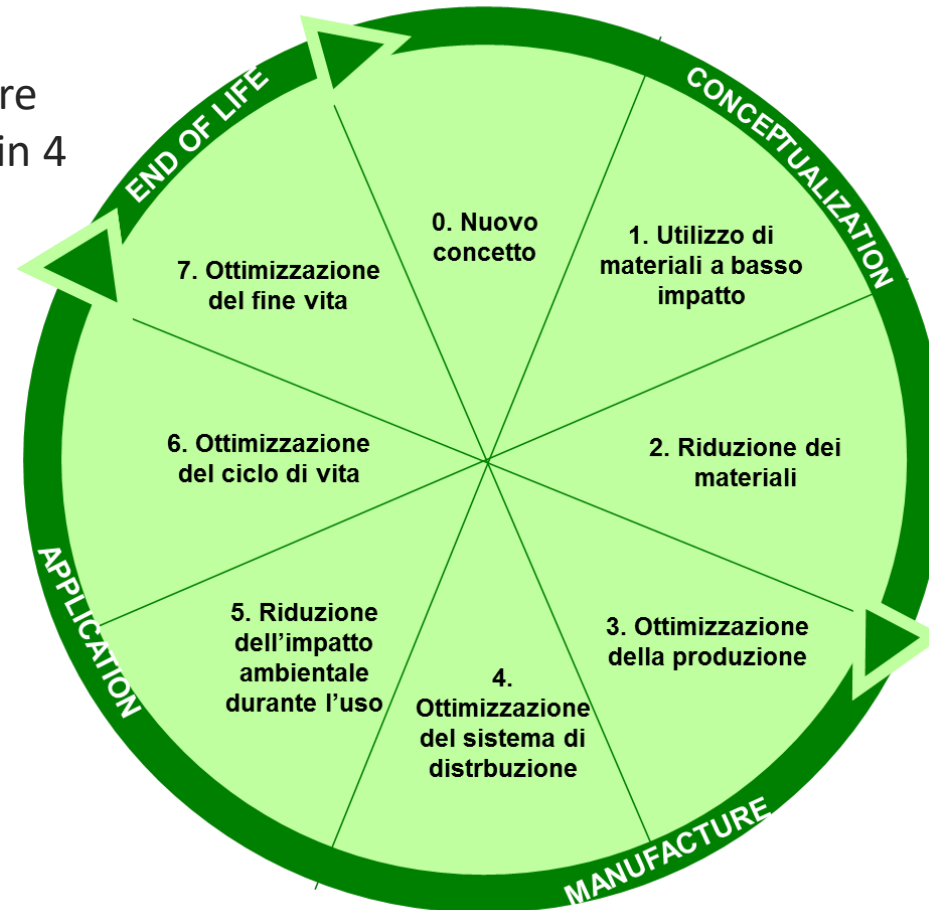 re
in 4
END OF LIFE
CONCEPTUALIZATION
0. Nuovo
concetto
1. Utilizzo di
materiali a basso
impatto
7. Ottimizzazione
del fine vita
6. Ottimizzazione
del ciclo di vita
2. Riduzione dei
materiali
APPLICATION
5. Riduzione
dell'impatto
ambientale
durante l'uso
3. Ottimizzazione
della produzione
4.
Ottimizzazione
del sistema di
distrbuzione
MANUFACTURE